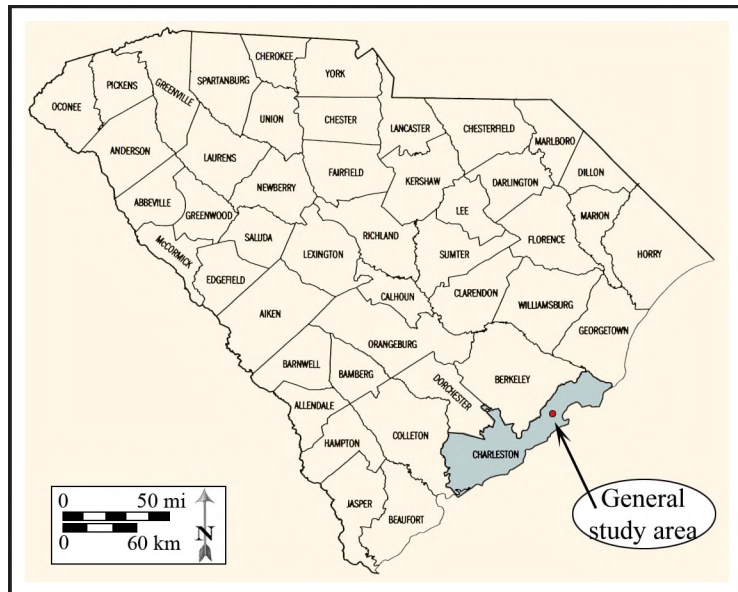 CHEROKEE
YORK
SPARTANBURG
PICKENS
GREENVILLE
OCONEE
UNION
CHESTER
LANCASTER
CHESTERFIELD
MARLBORO
ANDERSON
LAURENS
DILLON
FAIRFIELD
KERSHAW
DARLINGTON
NEWBERRY
ABBEVILLE
GREENWOOD
LEE
MARION
SALUDA
RICHLAND
FLORENCE
McCORMICK
LEXINGTON
SUMTER
HORRY
EDGEFIELD
CALHOUN
CLARENDON
WILLIAMSBURG
AIKEN
GEORGETOWN
ORANGEBURG
BARNWELL
BAMBERG
BERKELEY
DORCHESTER
ALLENDALE
COLLETON
HAMPTON
CHARLESTON
JASPER
BEAUFORT
General
study area
0 50 mi
0 60 km
N